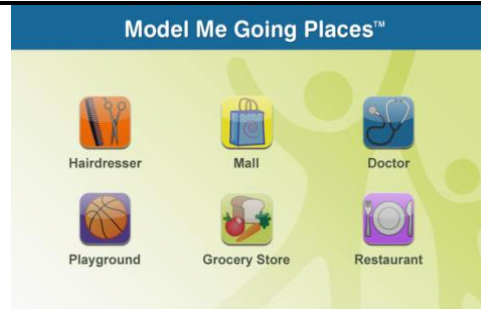 Model Me Going Places™
Hairdresser Mall Doctor
Playground Grocery Store Restaurant